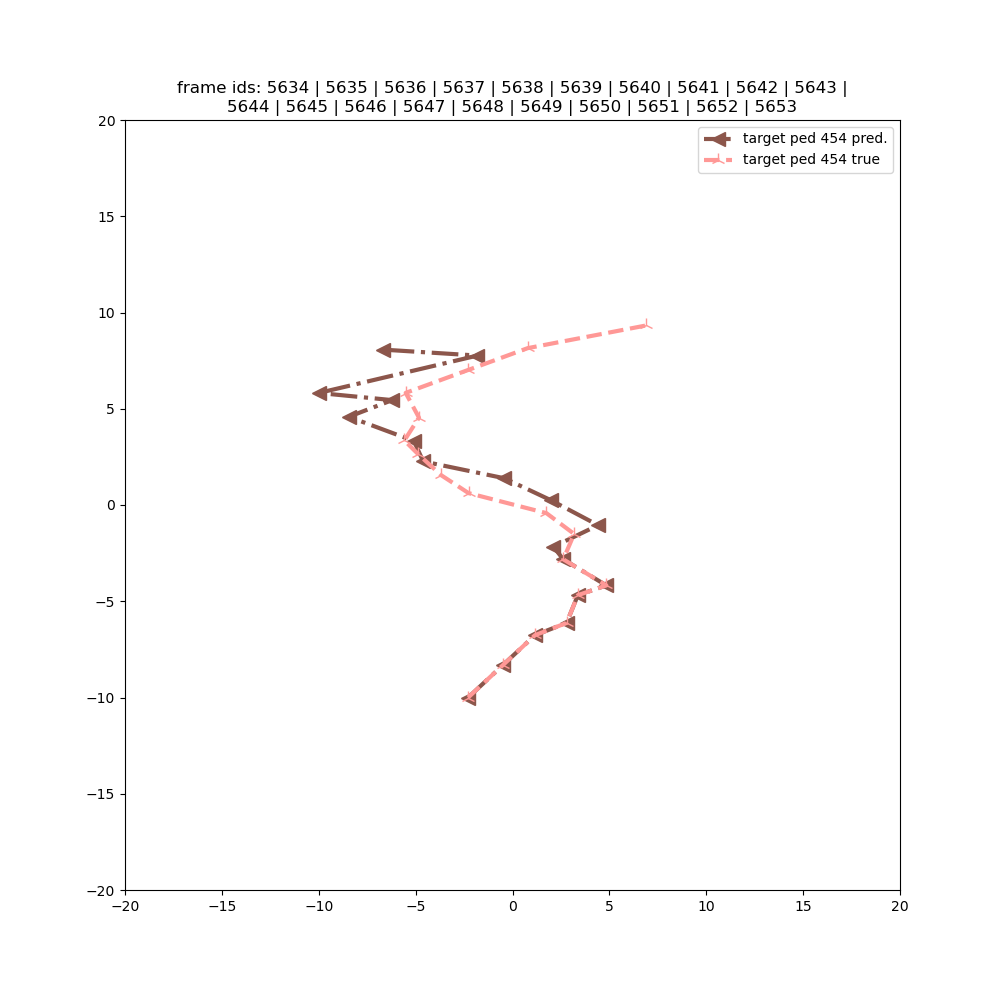 frame ids: 5634 | 5635 | 5636 | 5637 | 5638 | 5639 | 5640 | 5641 | 5642 | 5643 |
5644 | 5645 | 5646 | 5647 | 5648 | 5649 | 5650 | 5651 | 5652 | 5653
target ped 454 pred.
target ped 454 true
20
15
10
5
0
−5
−10
−15
−20
−20 −15 −10 −5 0 5 10 15 20